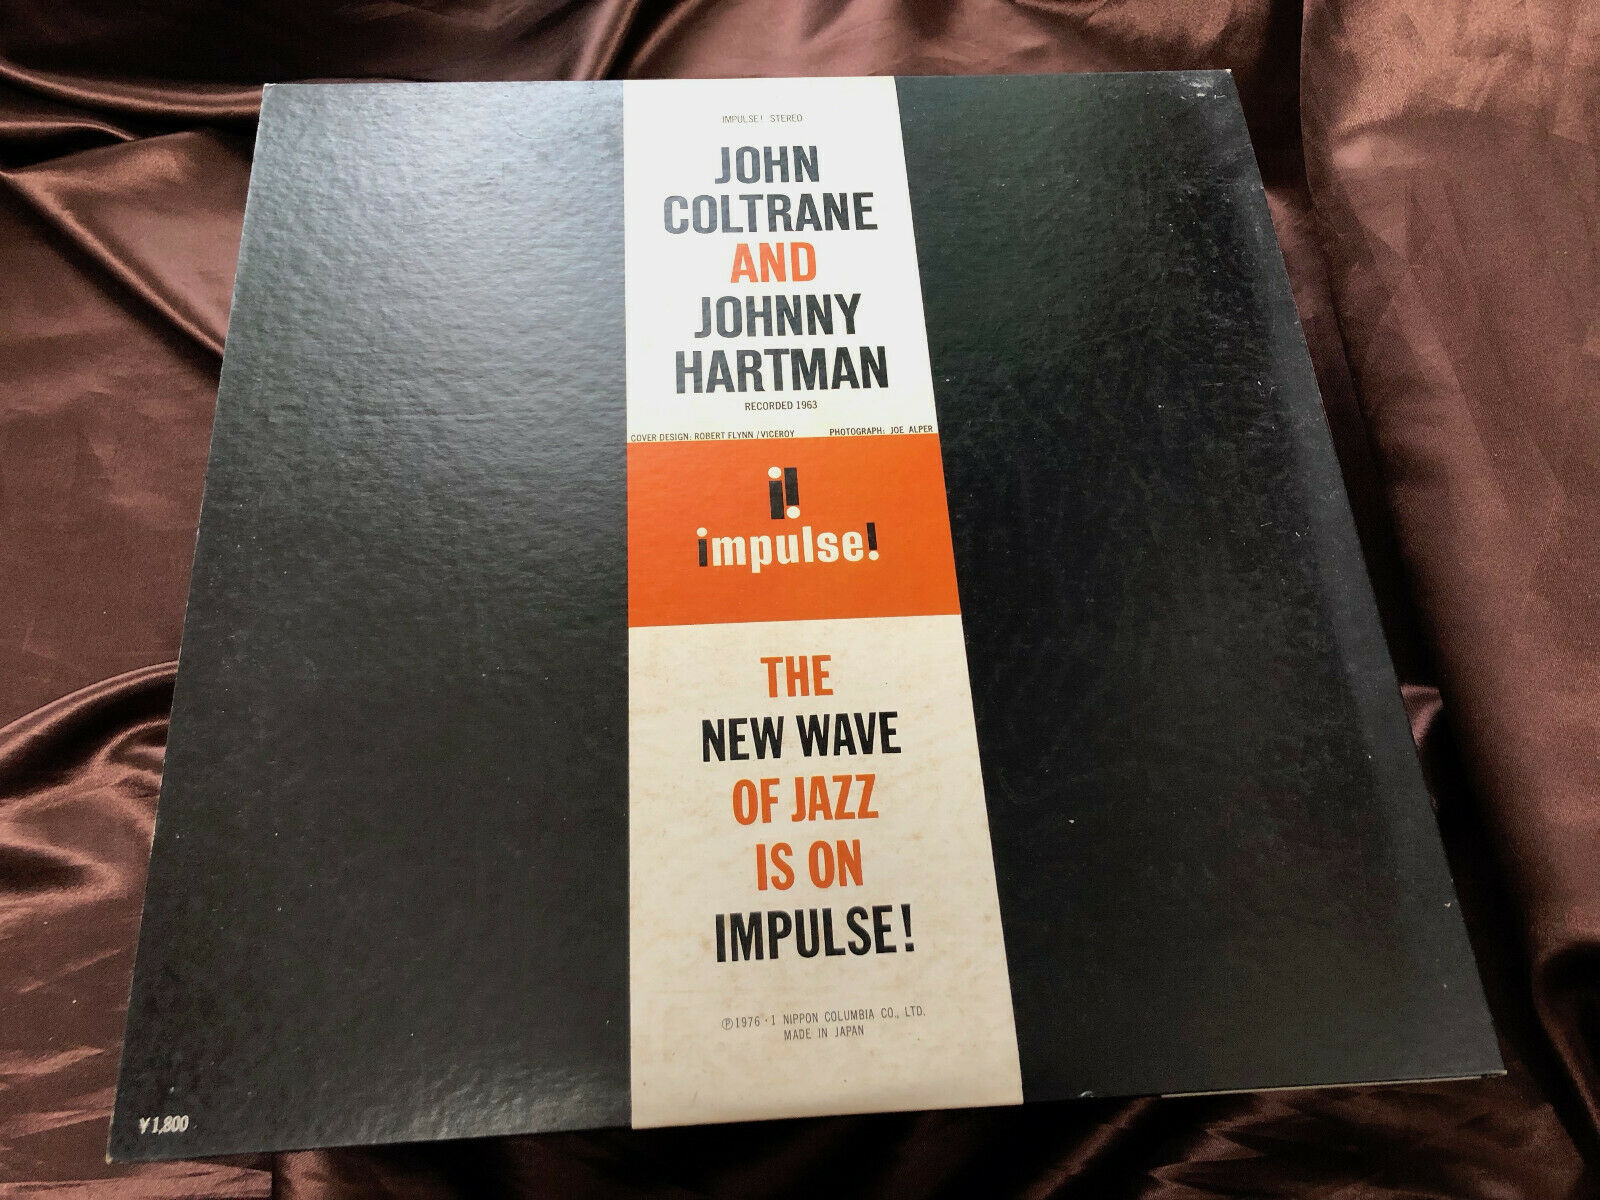 IMPULSE! STEREO
JOHN
COLTRANE
AND
JOHNNY
HARTMAN
RECORDED 1963
COVER DESIGN: ROBERT FLYNN/VICEROY PHOTOGRAPH: JOE ALPER
i!
impulse!
THE
NEW WAVE
OF JAZZ
IS ON
IMPULSE!
℗1976·1 NIPPON COLUMBIA CO., LTD.
MADE IN JAPAN
¥1,800